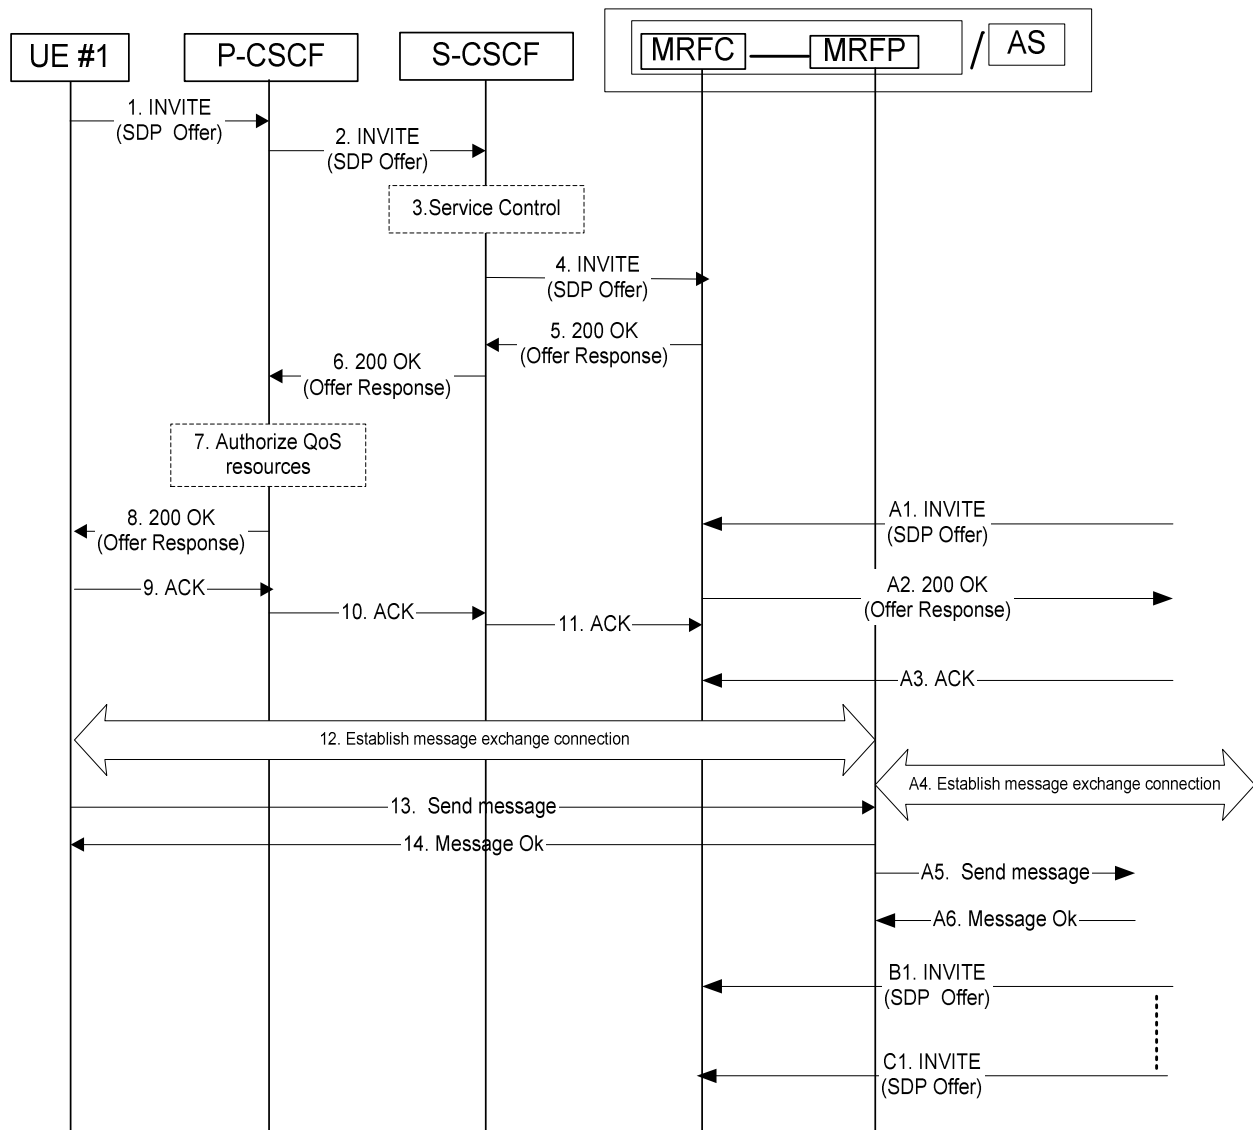 UE #1
P-CSCF
S-CSCF
MRFC
MRFP
/
AS
1. INVITE
(SDP Offer)
2. INVITE
(SDP Offer)
3.Service Control
4. INVITE
(SDP Offer)
5. 200 OK
(Offer Response)
6. 200 OK
(Offer Response)
7. Authorize QoS
resources
8. 200 OK
(Offer Response)
A1. INVITE
(SDP Offer)
9. ACK
A2. 200 OK
(Offer Response)
10. ACK
11. ACK
A3. ACK
12. Establish message exchange connection
A4. Establish message exchange connection
13. Send message
14. Message Ok
A5. Send message
A6. Message Ok
B1. INVITE
(SDP Offer)
C1. INVITE
(SDP Offer)